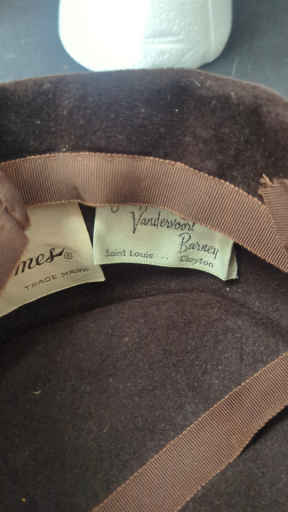 mes®
TRADE MARK
Vandervoort
Barney
Saint Louis .. Clayton